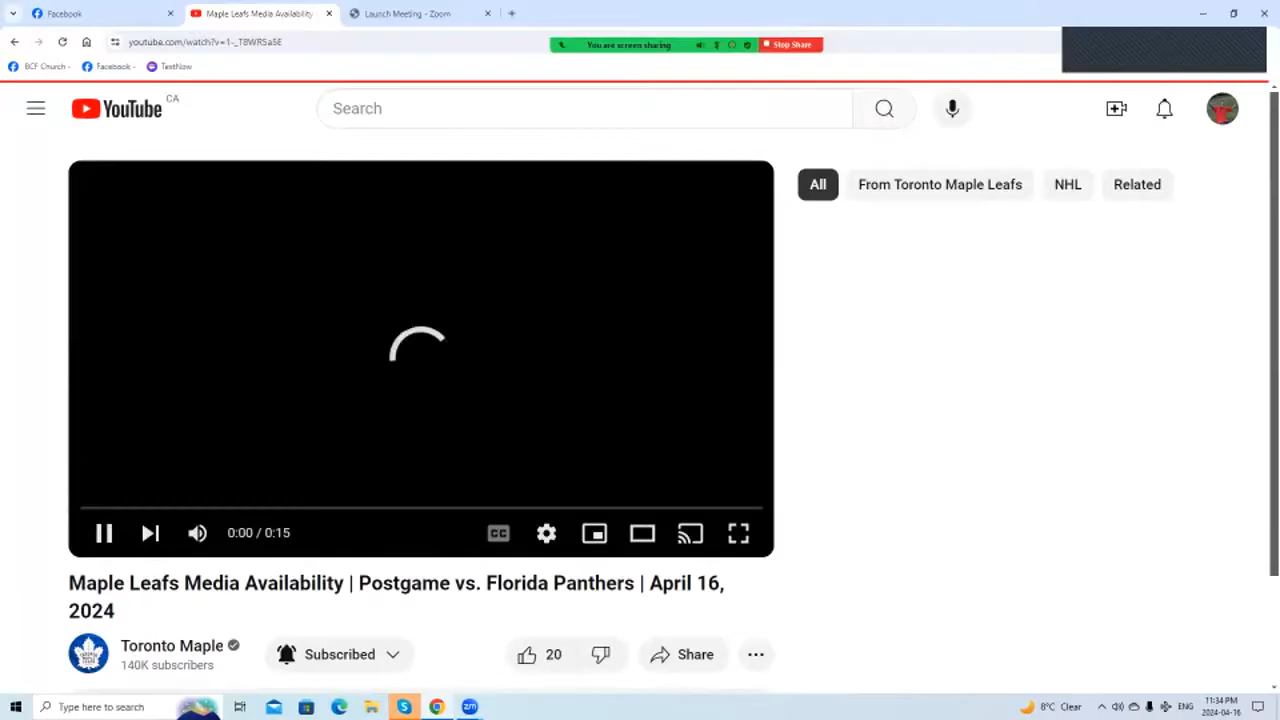 Facebook
Maple Leafs Media Availability
Launch Meeting - Zoom
youtube.com/watch?v=1-_T8WRSa5E
You are screen sharing
Stop Share
BCF Church -
Facebook -
TextNow
YouTube CA
Search
All
From Toronto Maple Leafs
NHL
Related
0:00 / 0:15
CC
Maple Leafs Media Availability | Postgame vs. Florida Panthers | April 16,
2024
Toronto Maple
140K subscribers
Subscribed
20
Share
Type here to search
zm
8°C Clear
ENG
11:34 PM
2024-04-16